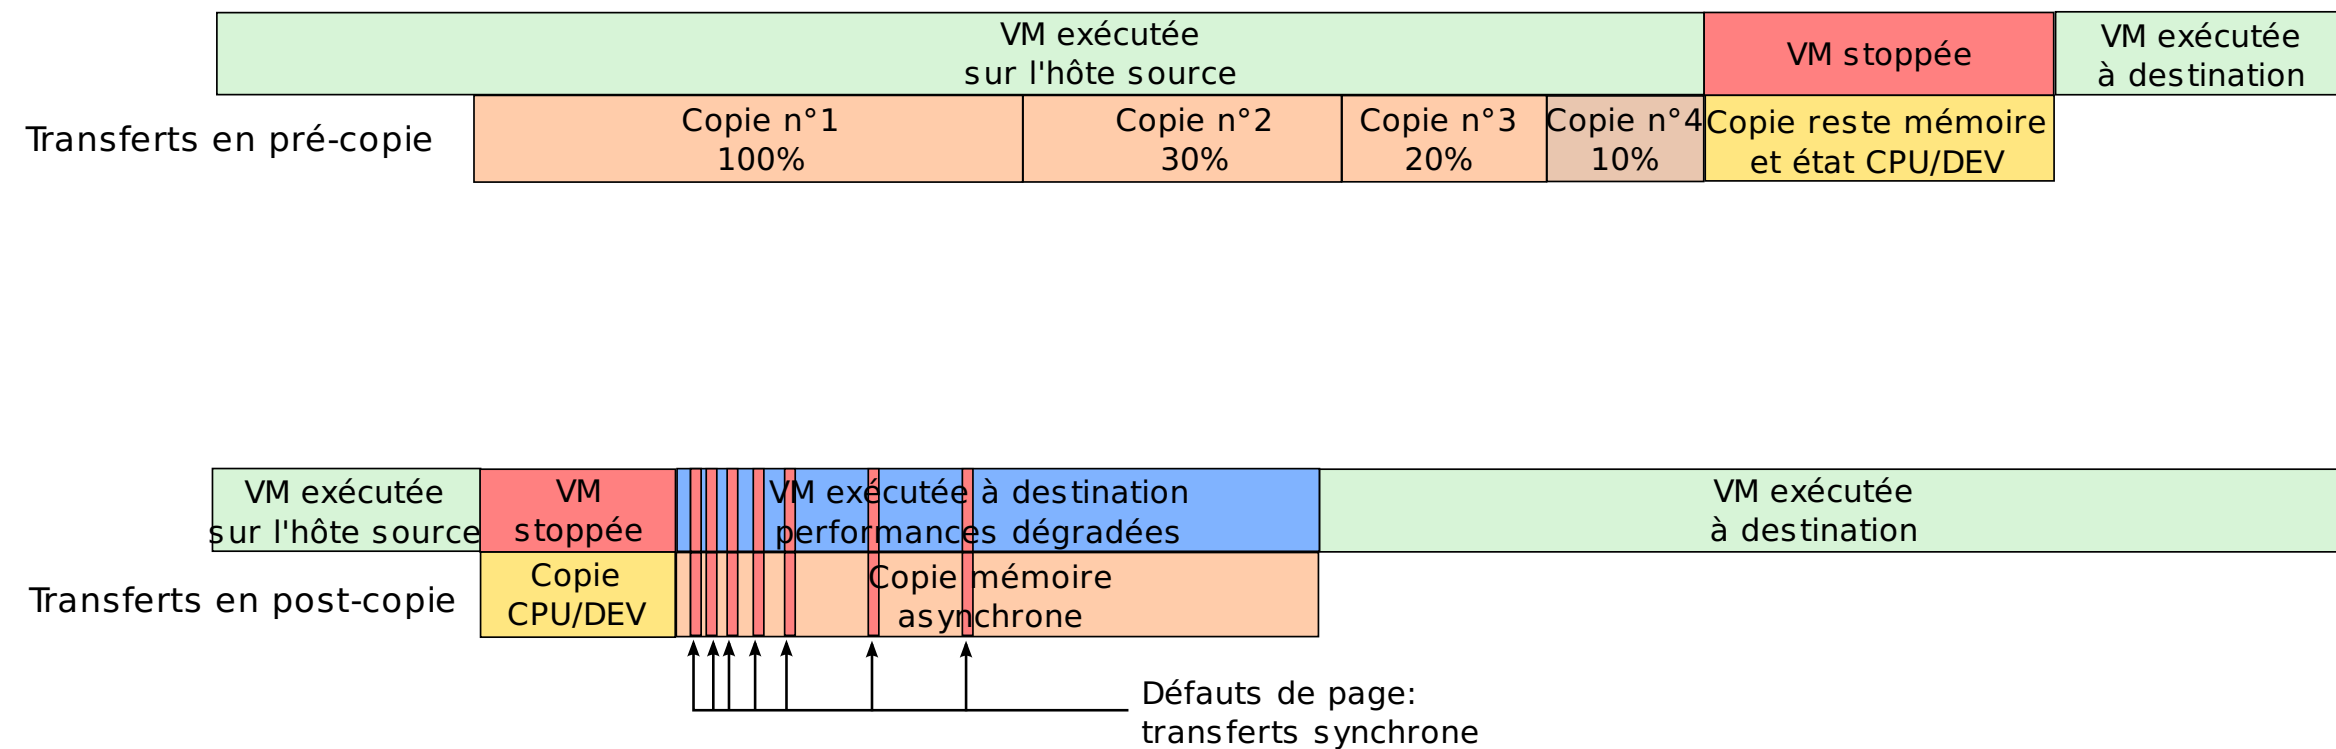 VM exécutée
sur l'hôte source
VM stoppée
VM exécutée
à destination
Transferts en pré-copie
Copie n°1
100%
Copie n°2
30%
Copie n°3
20%
Copie n°4
10%
Copie reste mémoire
et état CPU/DEV
VM exécutée
sur l'hôte source
VM
stoppée
VM exécutée à destination
performances dégradées
VM exécutée
à destination
Transferts en post-copie
Copie
CPU/DEV
Copie mémoire
asynchrone
Défauts de page:
transferts synchrone